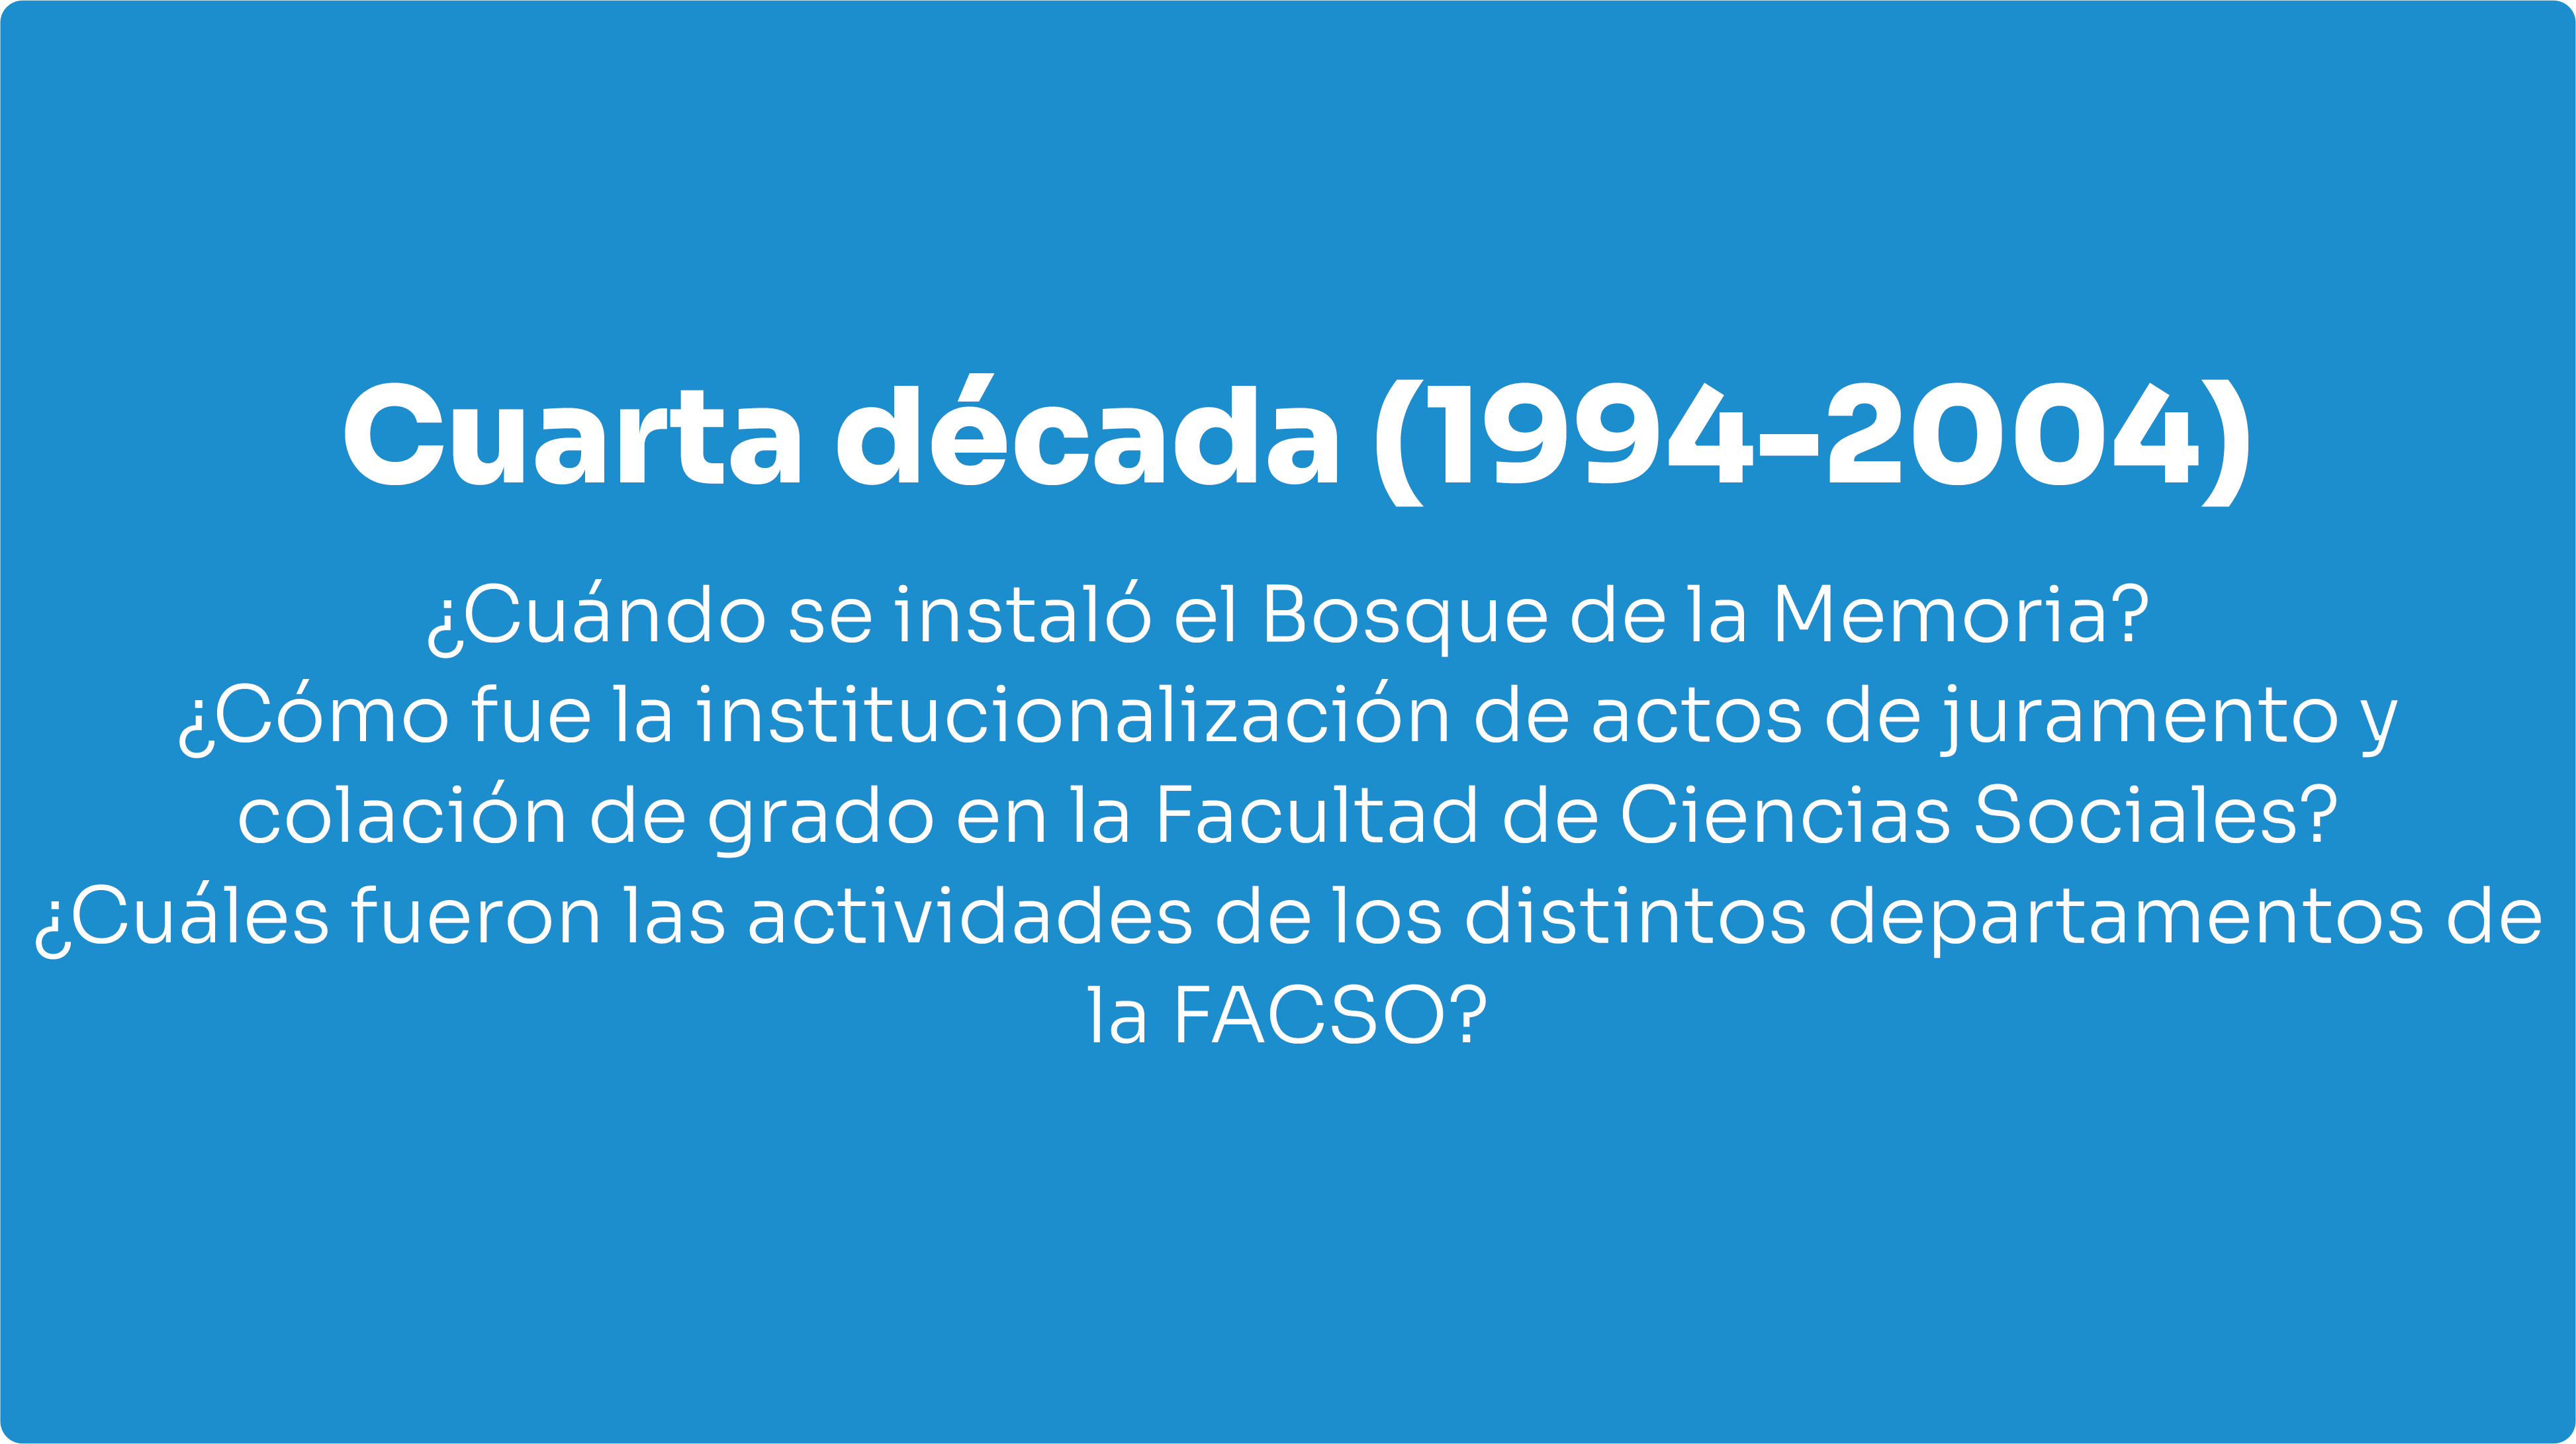 Cuarta década (1994-2004)
¿Cuándo se instaló el Bosque de la Memoria?
¿Cómo fue la institucionalización de actos de juramento y
colación de grado en la Facultad de Ciencias Sociales?
¿Cuáles fueron las actividades de los distintos departamentos de
la FACSO?